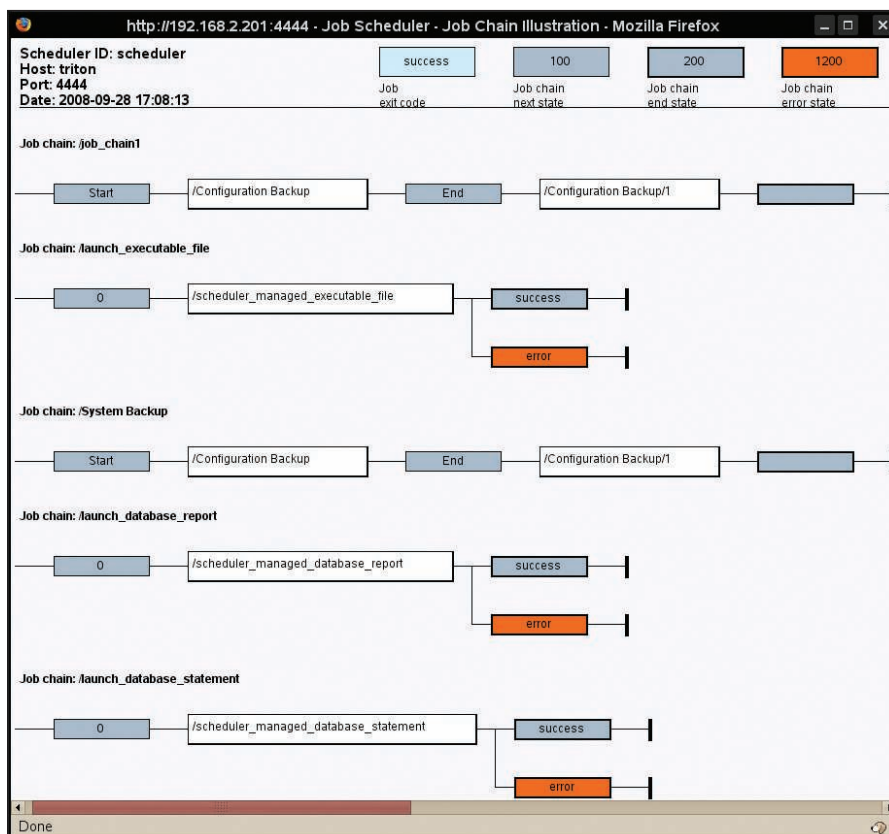 http://192.168.2.201:4444 - Job Scheduler - Job Chain Illustration - Mozilla Firefox
Scheduler ID: scheduler
Host: triton
Port: 4444
Date: 2008-09-28 17:08:13
success
Job
exit code
100
Job chain
next state
200
Job chain
end state
1200
Job chain
error state
Job chain: /job_chain1
Start
/Configuration Backup
End
/Configuration Backup/1
Job chain: /launch_executable_file
0
/scheduler_managed_executable_file
success
error
Job chain: /System Backup
Start
/Configuration Backup
End
/Configuration Backup/1
Job chain: /launch_database_report
0
/scheduler_managed_database_report
success
error
Job chain: /launch_database_statement
0
/scheduler_managed_database_statement
success
error
Done